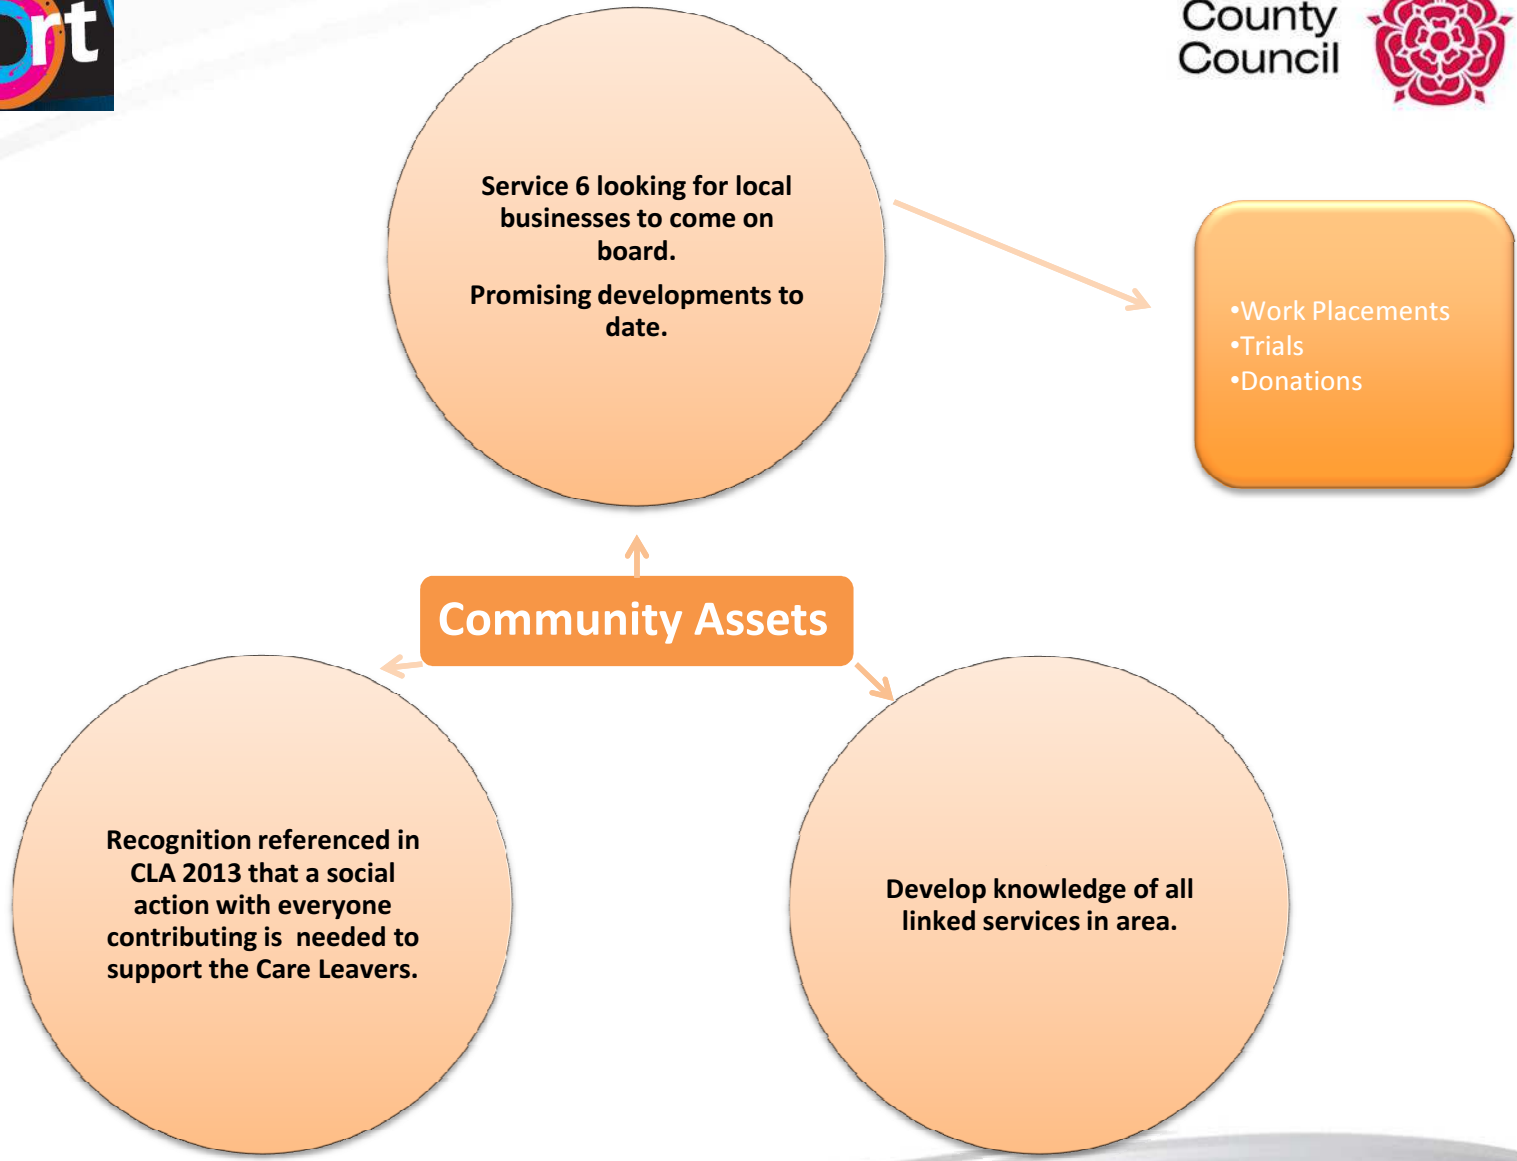 rt
County
Council
Service 6 looking for local
businesses to come on
board.
Promising developments to
date.
•Work Placements
•Trials
•Donations
Community Assets
Recognition referenced in
CLA 2013 that a social
action with everyone
contributing is  needed to
support the Care Leavers.
Develop knowledge of all
linked services in area.